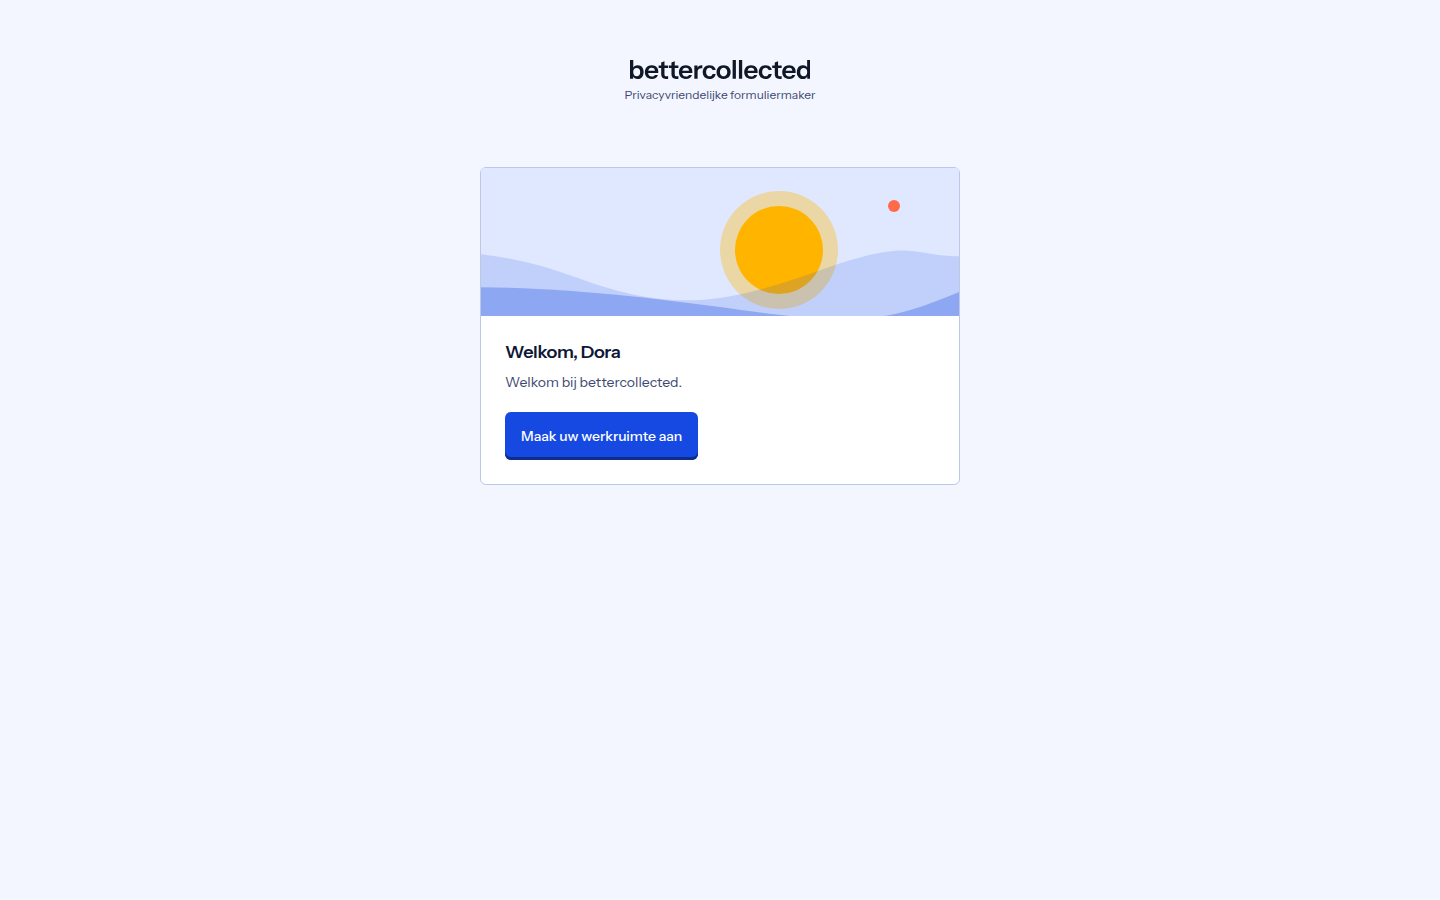 bettercollected
Privacyvriendelijke formuliermaker
Welkom, Dora
Welkom bij bettercollected.
Maak uw werkruimte aan